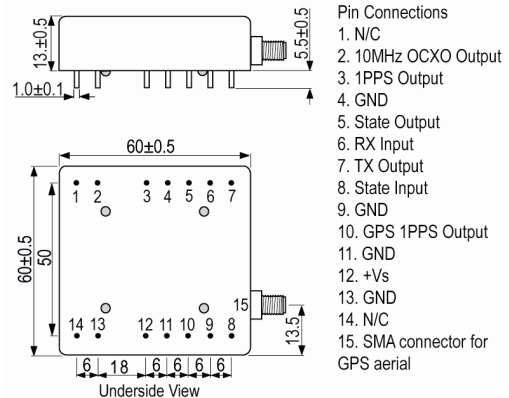 13.±0.5
5.5±0.5
1.0±0.1
60±0.5
60±0.5
50
1 2 3 4 5 6 7
15
14 13 12 11 10 9 8
13.5
6 18 6 6 6 6
Underside View
Pin Connections
1. N/C
2. 10MHz OCXO Output
3. 1PPS Output
4. GND
5. State Output
6. RX Input
7. TX Output
8. State Input
9. GND
10. GPS 1PPS Output
11. GND
12. +Vs
13. GND
14. N/C
15. SMA connector for
GPS aerial